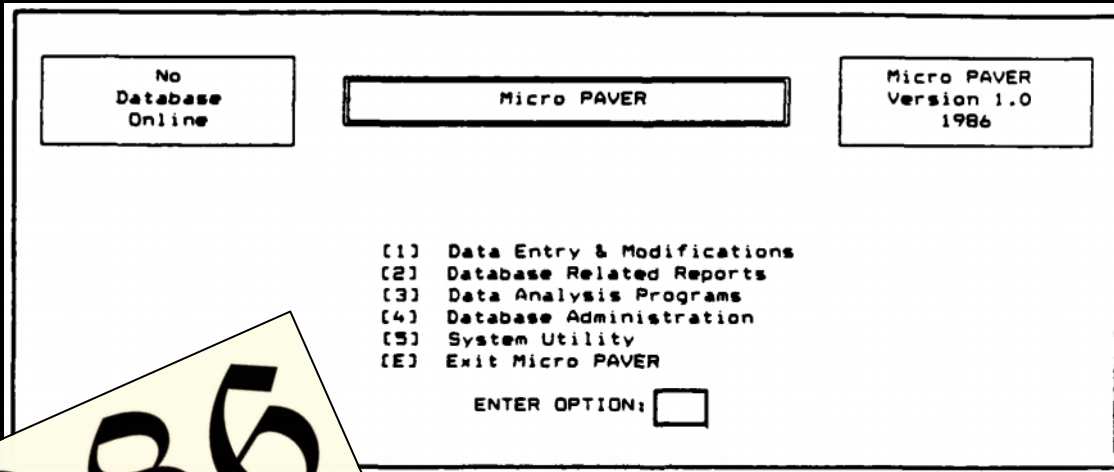 No
Database
Online
Micro PAVER
Micro PAVER
Version 1.0
1986
[1] Data Entry & Modifications
[2] Database Related Reports
[3] Data Analysis Programs
[4] Database Administration
[5] System Utility
[E] Exit Micro PAVER
ENTER OPTION:
86